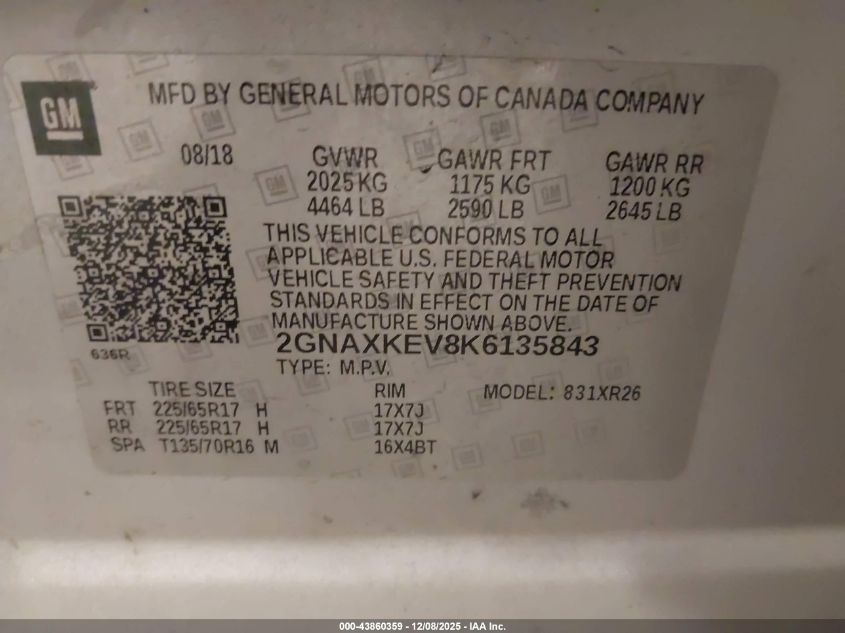 GM
MFD BY GENERAL MOTORS OF CANADA COMPANY
08/18 GVWR GAWR FRT GAWR RR
2025 KG 1175 KG 1200 KG
4464 LB 2590 LB 2645 LB
THIS VEHICLE CONFORMS TO ALL
APPLICABLE U.S. FEDERAL MOTOR
VEHICLE SAFETY AND THEFT PREVENTION
STANDARDS IN EFFECT ON THE DATE OF
MANUFACTURE SHOWN ABOVE.
636R 2GNAXKEV8K6135843
TYPE: M.P.V.
TIRE SIZE RIM MODEL: 831XR26
FRT 225/65R17 H 17X7J
RR 225/65R17 H 17X7J
SPA T135/70R16 M 16X4BT
000-43860359 - 12/08/2025 - IAA Inc.